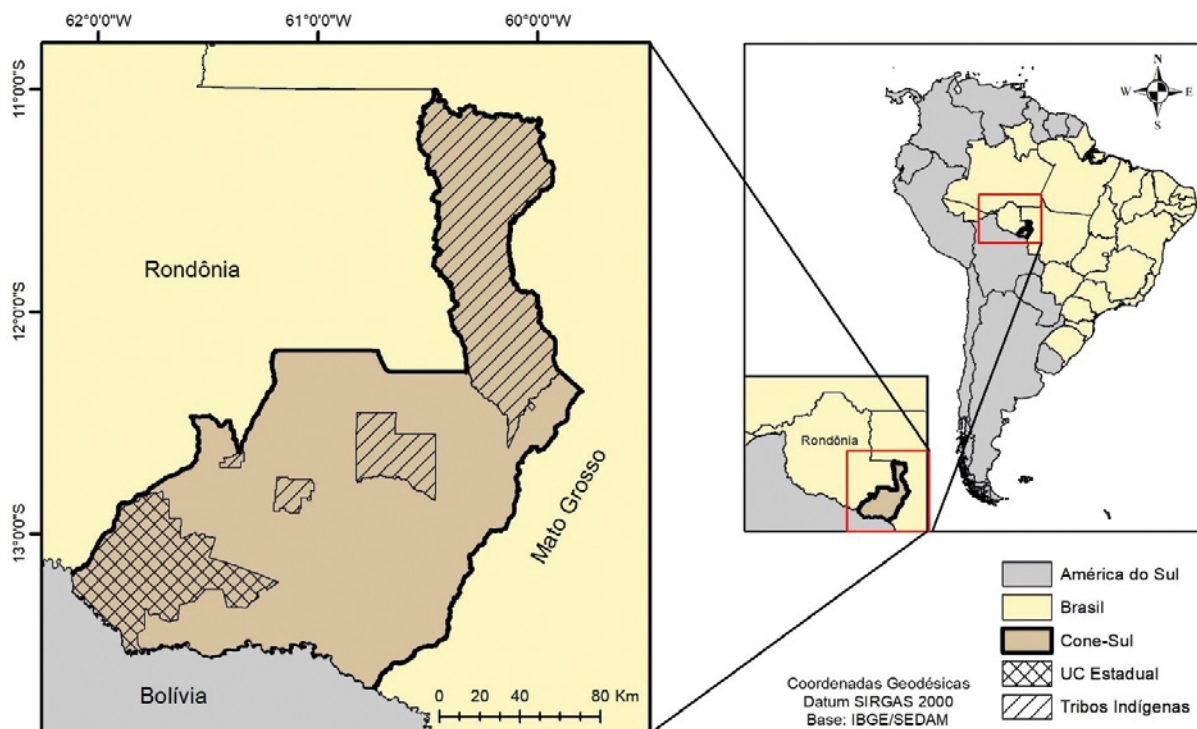 62°0'0"W
61°0'0"W
60°0'0"W
11°0'0"S
12°0'0"S
13°0'0"S
Rondônia
Mato Grosso
Bolívia
0 20 40 80 Km
N
W E
S
Rondônia
América do Sul
Brasil
Cone-Sul
UC Estadual
Tribos Indígenas
Coordenadas Geodésicas
Datum SIRGAS 2000
Base: IBGE/SEDAM